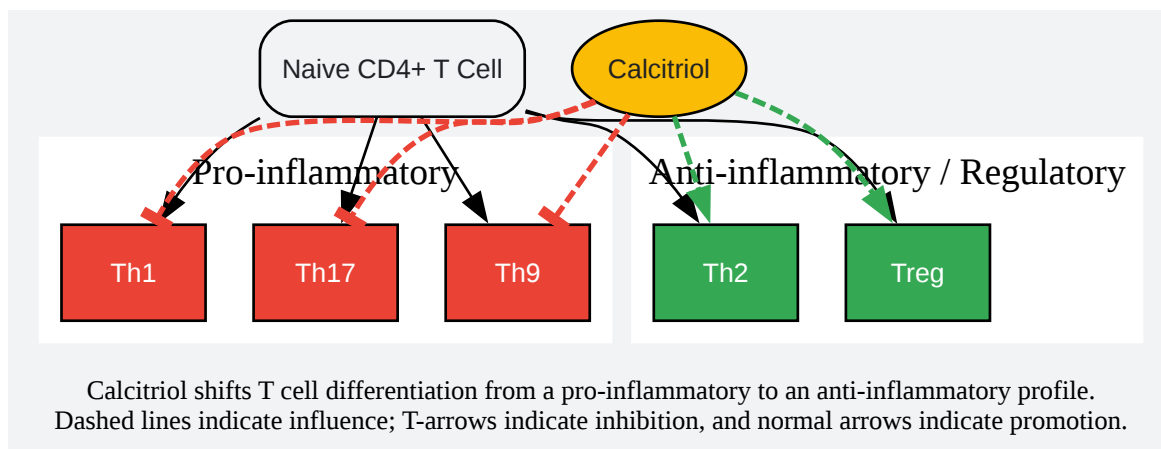 Naive CD4+ T Cell
Calcitriol
Pro-inflammatory
Anti-inflammatory / Regulatory
Th1
Th17
Th9
Th2
Treg
Calcitriol shifts T cell differentiation from a pro-inflammatory to an anti-inflammatory profile.
Dashed lines indicate influence; T-arrows indicate inhibition, and normal arrows indicate promotion.